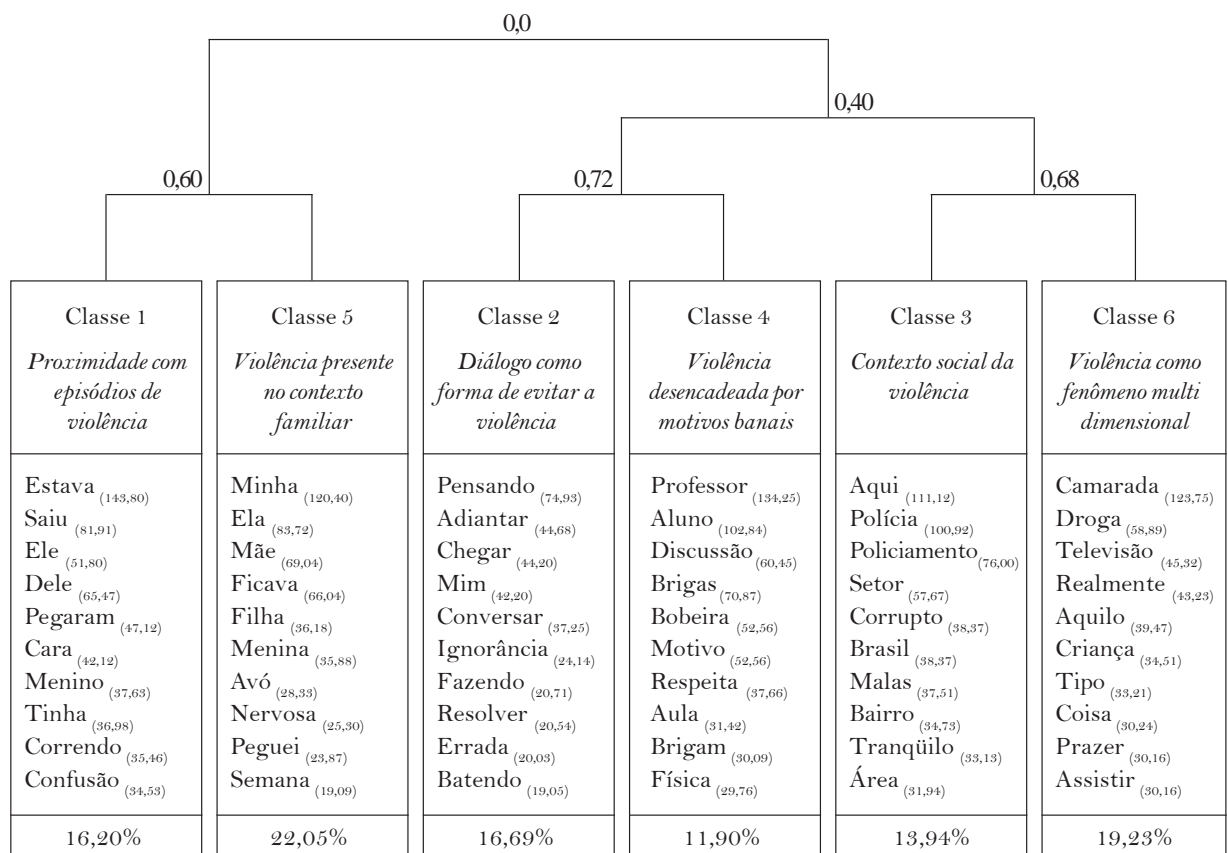 0,0
0,40
0,60
0,72
0,68
Classe 1
Proximidade com
episódios de
violência
Estava (143,80)
Saiu (81,91)
Ele (51,80)
Dele (65,47)
Pegaram (47,12)
Cara (42,12)
Menino (37,63)
Tinha (36,98)
Correndo (35,46)
Confusão (34,53)
16,20%
Classe 5
Violência presente
no contexto
familiar
Minha (120,40)
Ela (83,72)
Mãe (69,04)
Ficava (66,04)
Filha (36,18)
Menina (35,88)
Avó (28,33)
Nervosa (25,30)
Peguei (23,87)
Semana (19,09)
22,05%
Classe 2
Diálogo como
forma de evitar a
violência
Pensando (74,93)
Adiantar (44,68)
Chegar (44,20)
Mim (42,20)
Conversar (37,25)
Ignorância (24,14)
Fazendo (20,71)
Resolver (20,54)
Errada (20,03)
Batendo (19,05)
16,69%
Classe 4
Violência
desencadeada por
motivos banais
Professor (134,25)
Aluno (102,84)
Discussão (60,45)
Brigas (70,87)
Bobeira (52,56)
Motivo (52,56)
Respeita (37,66)
Aula (31,42)
Brigam (30,09)
Física (29,76)
11,90%
Classe 3
Contexto social da
violência
Aqui (111,12)
Polícia (100,92)
Policiamento (76,00)
Setor (57,67)
Corrupto (38,37)
Brasil (38,37)
Malas (37,51)
Bairro (34,73)
Tranqüilo (33,13)
Área (31,94)
13,94%
Classe 6
Violência como
fenômeno multi
dimensional
Camarada (123,75)
Droga (58,89)
Televisão (45,32)
Realmente (43,23)
Aquilo (39,47)
Criança (34,51)
Tipo (33,21)
Coisa (30,24)
Prazer (30,16)
Assistir (30,16)
19,23%